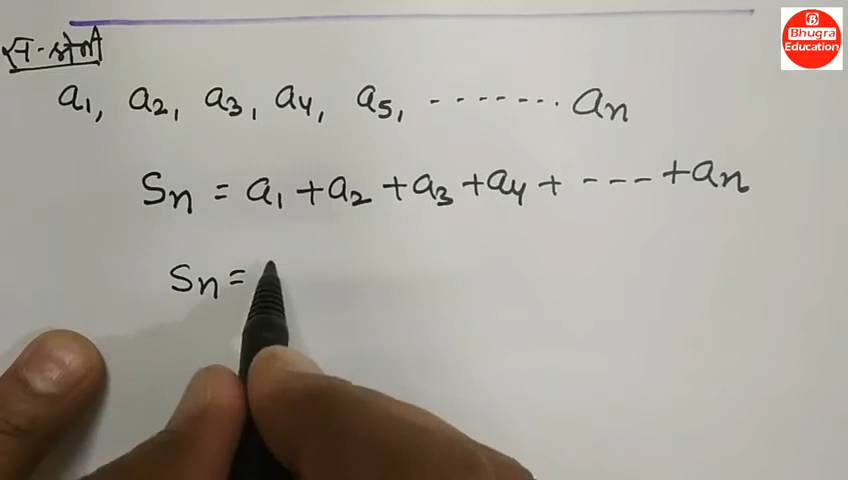 Bhugra
Education
a₁, a₂, a₃, a₄, a₅, ------- aₙ
Sₙ = a₁ + a₂ + a₃ + a₄ + --- + aₙ
Sₙ =